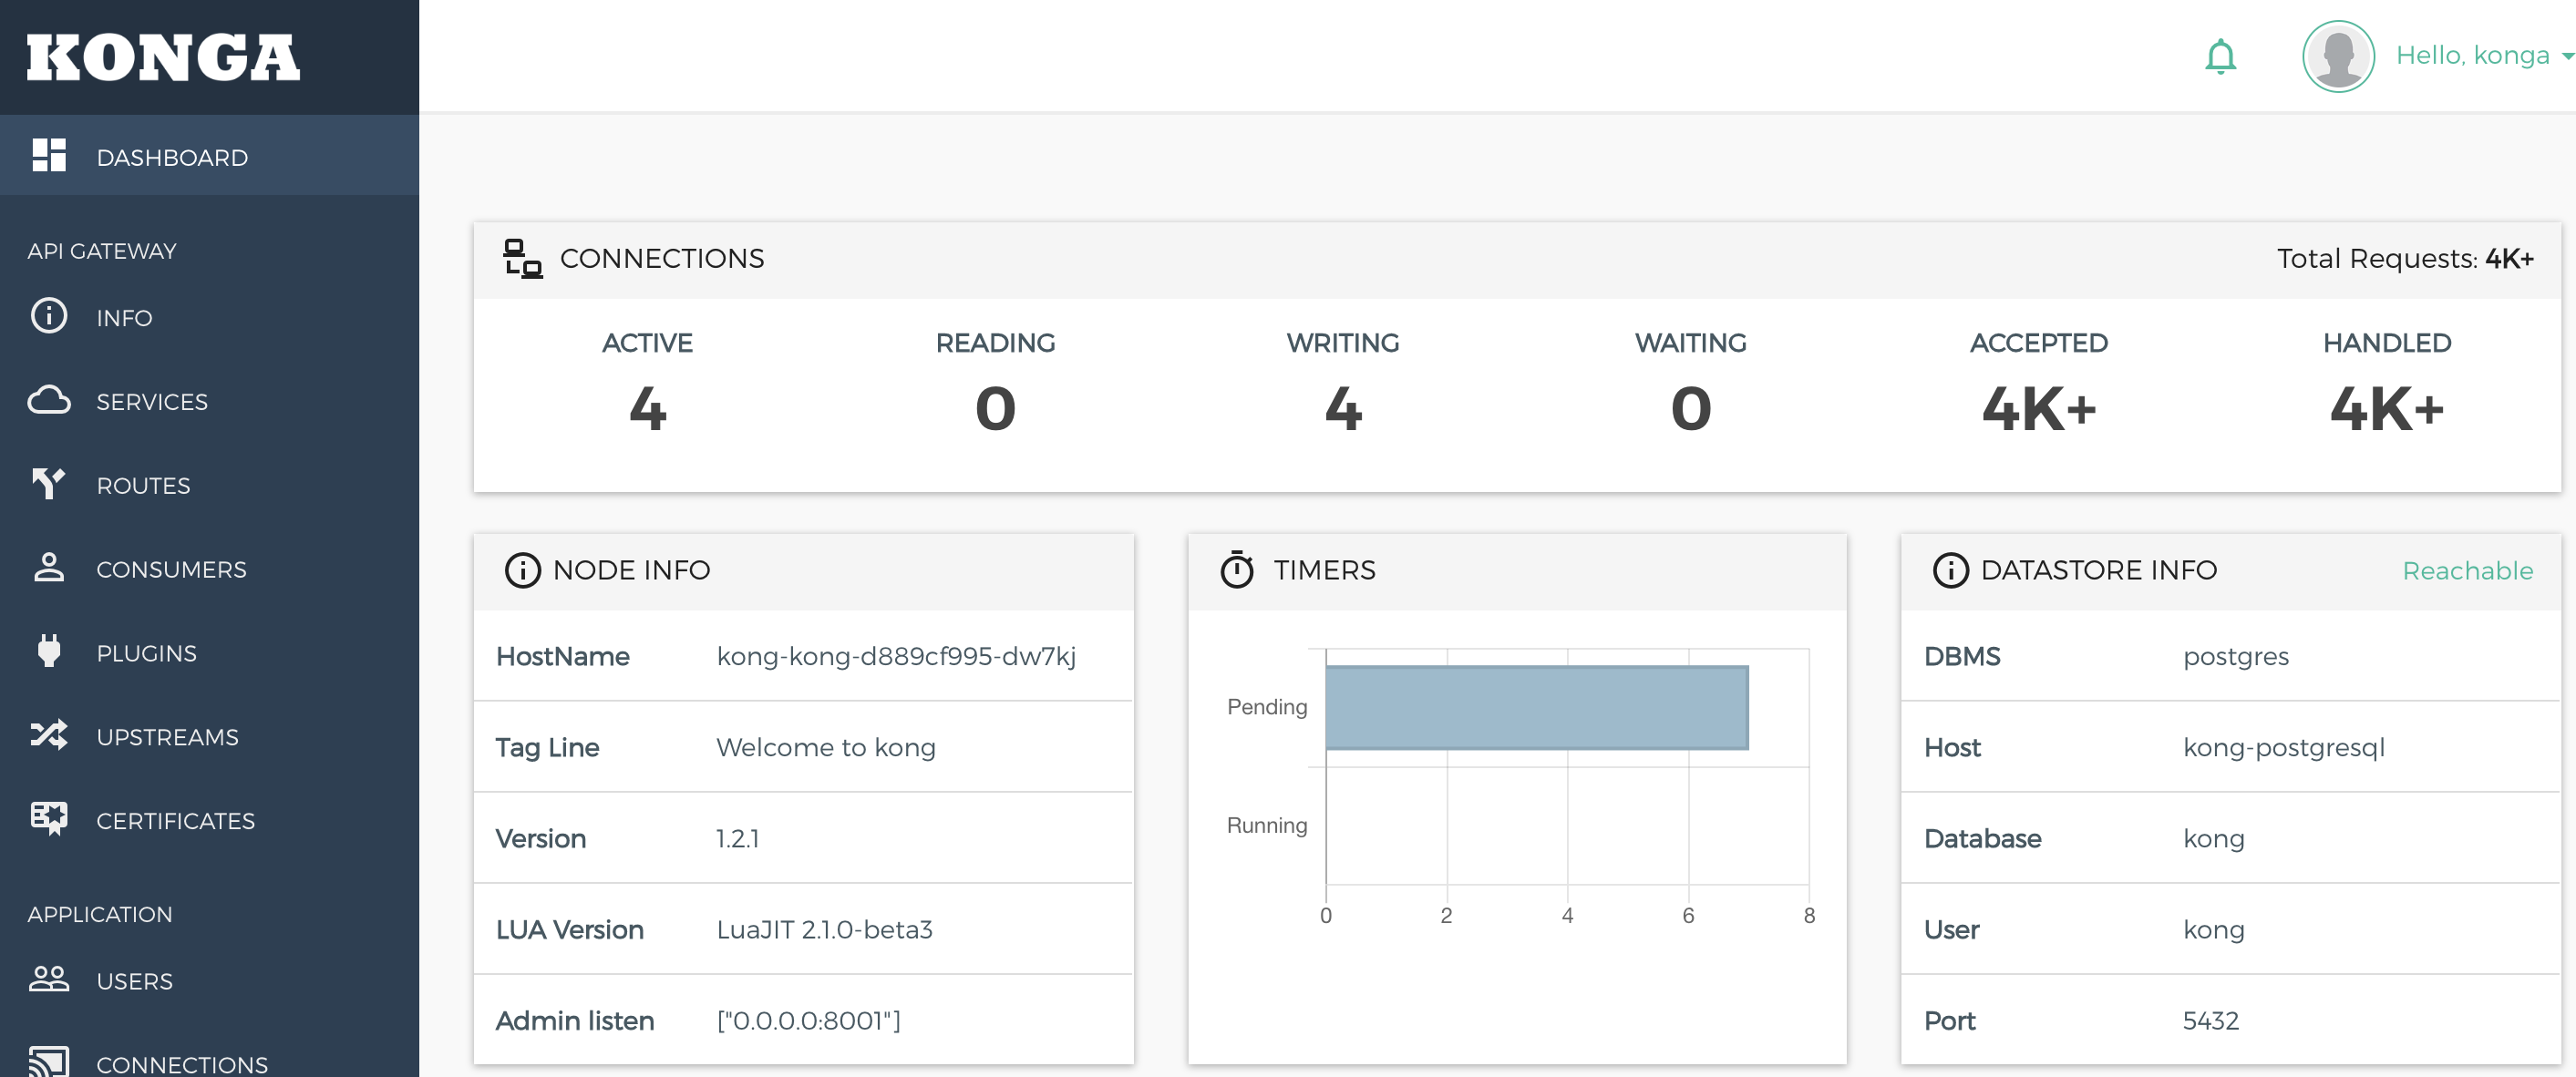 KONGA
Hello, konga
DASHBOARD
API GATEWAY
INFO
SERVICES
ROUTES
CONSUMERS
PLUGINS
UPSTREAMS
CERTIFICATES
APPLICATION
USERS
CONNECTIONS
CONNECTIONS
Total Requests: 4K+
ACTIVE READING WRITING WAITING ACCEPTED HANDLED
4 0 4 0 4K+ 4K+
NODE INFO
HostName kong-kong-d889cf995-dw7kj
Tag Line Welcome to kong
Version 1.2.1
LUA Version LuaJIT 2.1.0-beta3
Admin listen ["0.0.0.0:8001"]
TIMERS
Pending
Running
0 2 4 6 8
DATASTORE INFO Reachable
DBMS postgres
Host kong-postgresql
Database kong
User kong
Port 5432